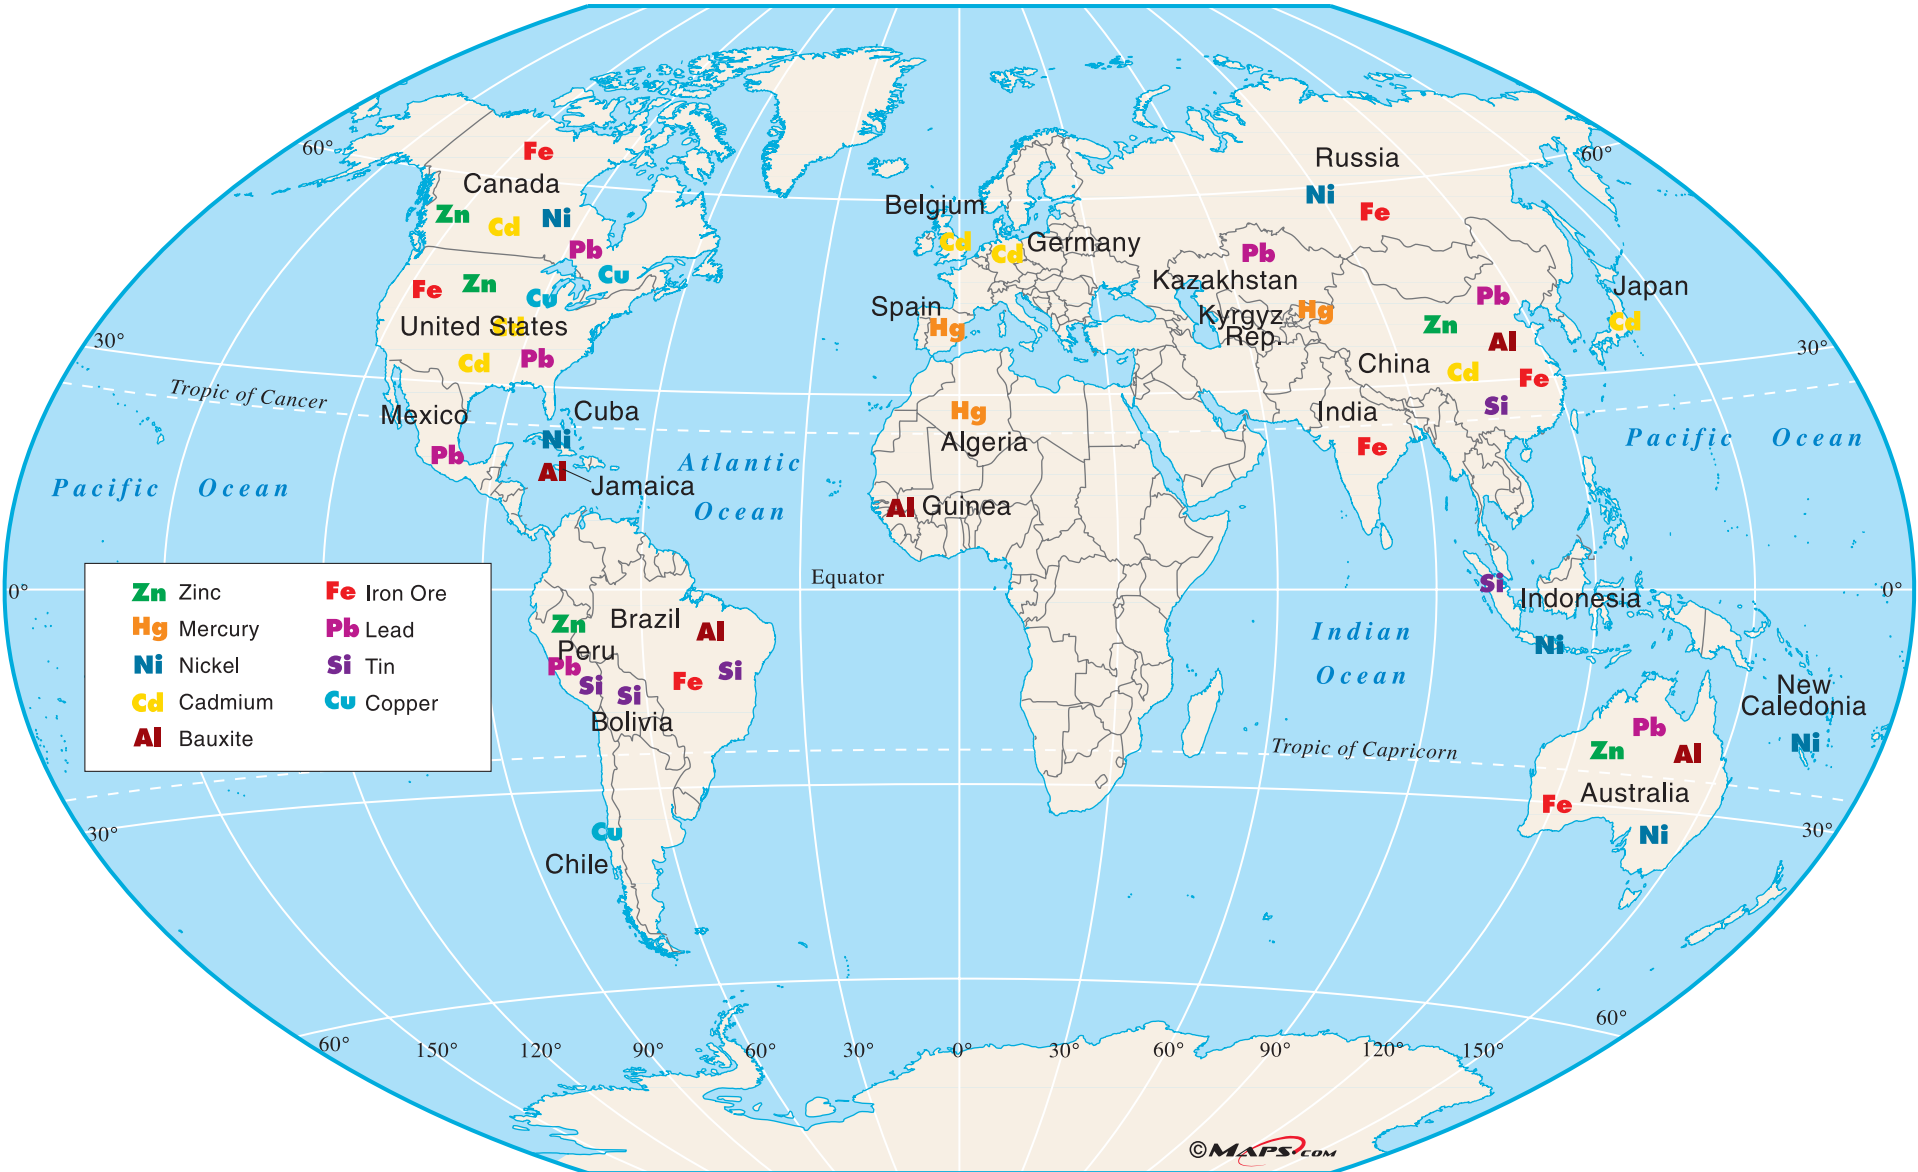 60°
Fe
Russia
60°
Canada
Ni
Zn
Cd
Ni
Belgium
Fe
Pb
Cd
Germany
Cd
Pb
Cu
Kazakhstan
Fe
Zn
Cu
Japan
Pb
Spain
Hg
Kyrgyz
Rep.
Hg
Zn
Cd
United States
Cd
Al
30°
30°
Cd
Pb
China
Cd
Fe
Tropic of Cancer
Si
Mexico
Cuba
Hg
India
Ni
Algeria
Fe
Pacific Ocean
Pb
Al
Jamaica
Atlantic
Ocean
Pacific Ocean
Al
Guinea
Equator
0°
0°
Zn Zinc
Fe Iron Ore
Hg Mercury
Pb Lead
Ni Nickel
Si Tin
Cd Cadmium
Cu Copper
Al Bauxite
Si
Indonesia
Zn
Brazil
Al
Indian
Ocean
Ni
Peru
Pb
Si
Si
Fe
Si
Bolivia
New
Caledonia
Pb
Zn
Al
Ni
Tropic of Capricorn
Australia
Fe
30°
Cu
Ni
30°
Chile
60°
60°
150°
120°
90°
60°
30°
0°
30°
60°
90°
120°
150°
©MAPS.COM